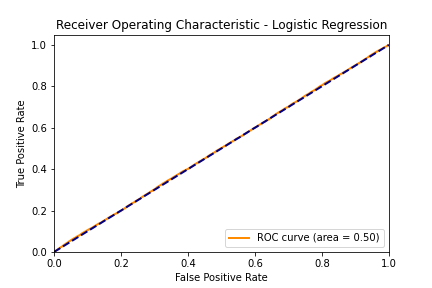 Receiver Operating Characteristic - Logistic Regression
1.0
0.8
0.6
0.4
0.2
0.0
True Positive Rate
ROC curve (area = 0.50)
0.0 0.2 0.4 0.6 0.8 1.0
False Positive Rate